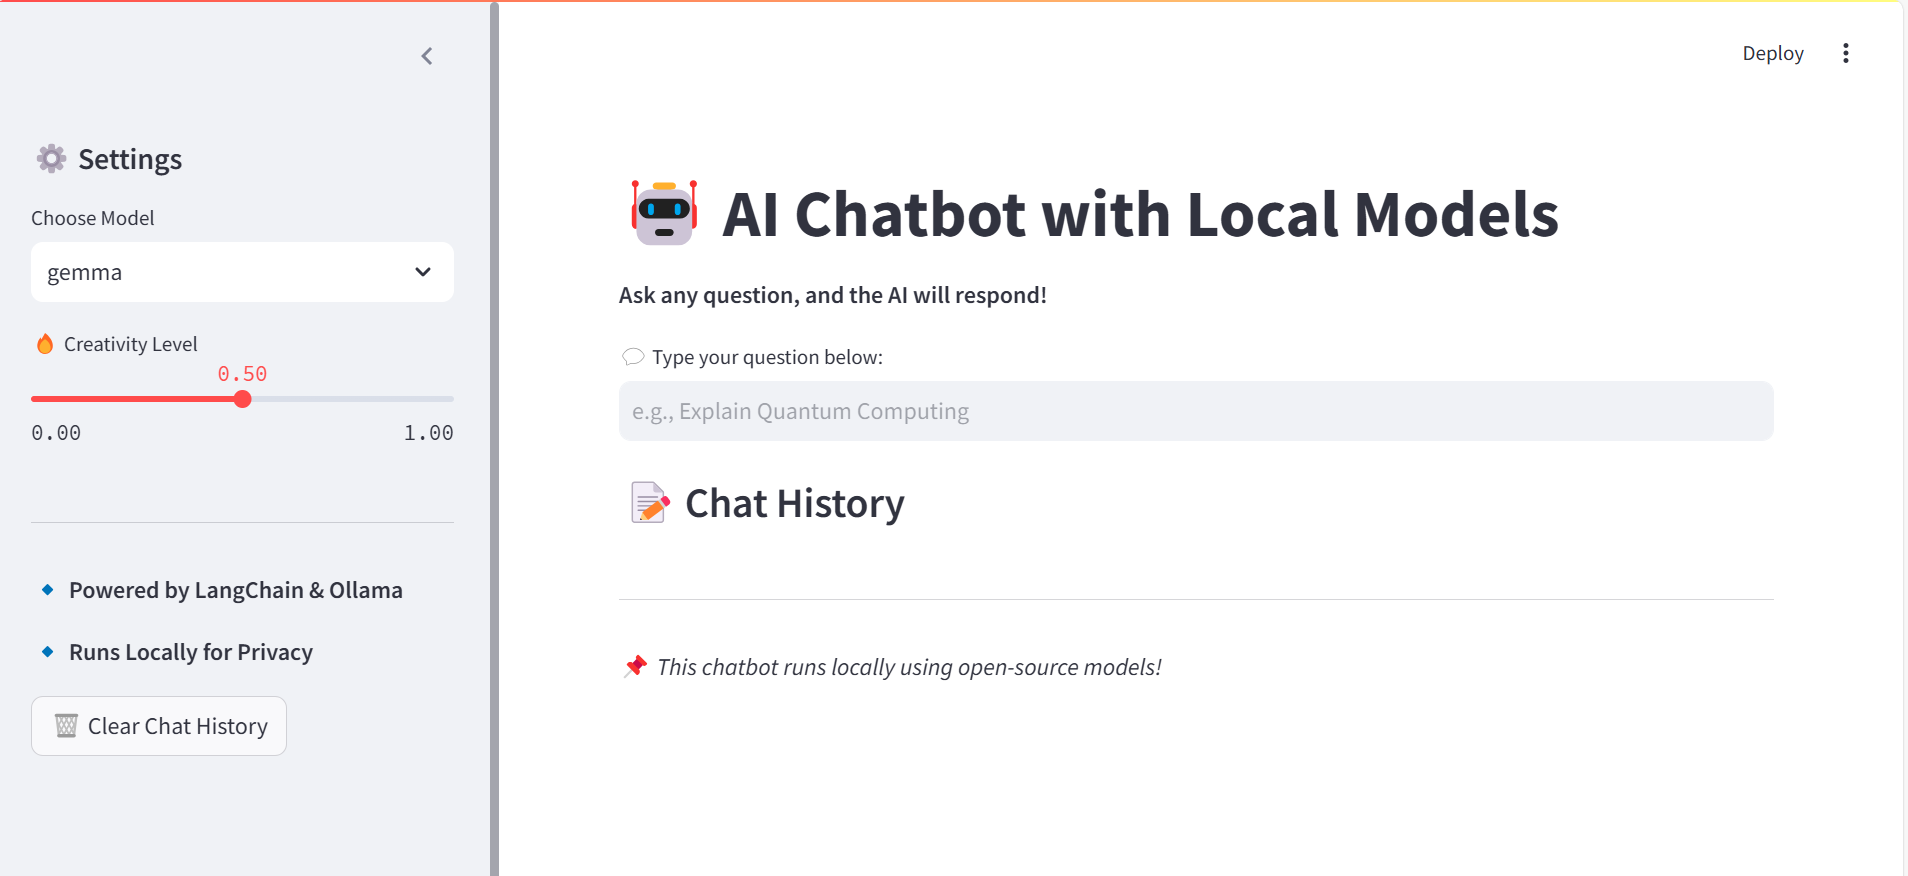 Deploy
Settings
Choose Model
gemma
Creativity Level
0.50
0.00 1.00
Powered by LangChain & Ollama
Runs Locally for Privacy
Clear Chat History
AI Chatbot with Local Models
Ask any question, and the AI will respond!
Type your question below:
e.g., Explain Quantum Computing
Chat History
This chatbot runs locally using open-source models!